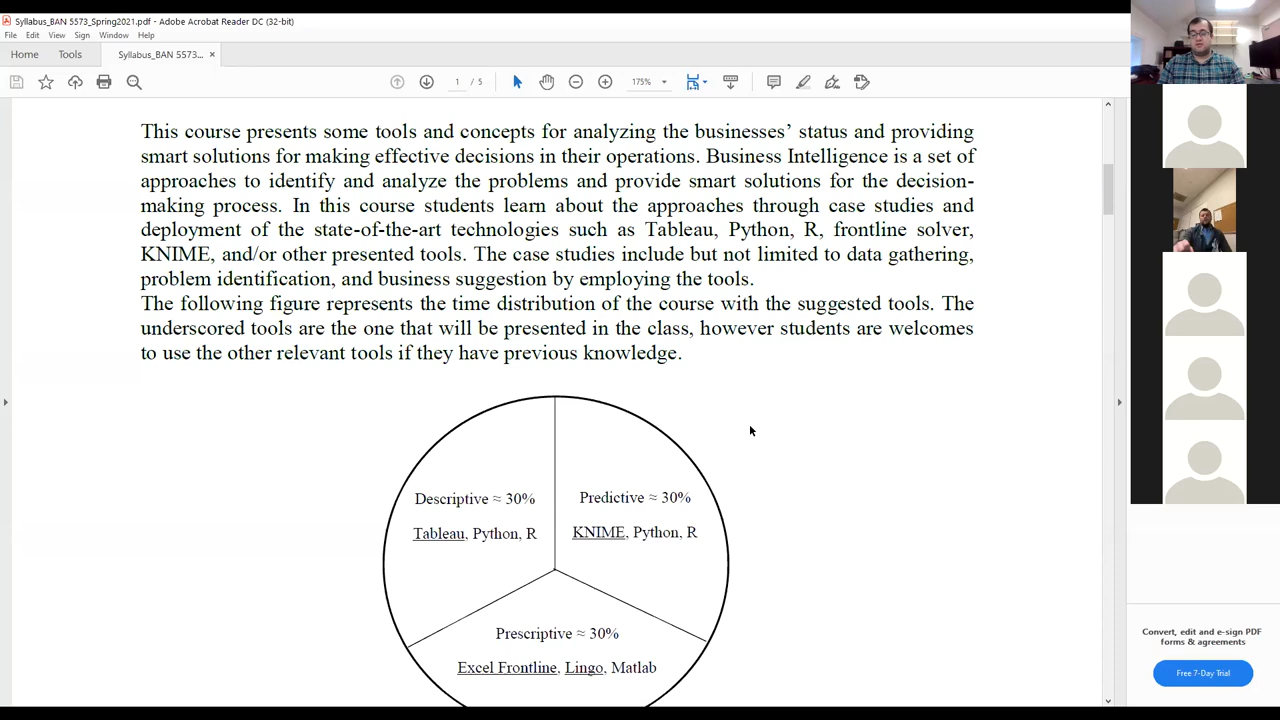 Syllabus_BAN 5573_Spring2021.pdf - Adobe Acrobat Reader DC (32-bit)
File Edit View Sign Window Help
Home Tools Syllabus_BAN 5573... ×
1 / 5 175%
This course presents some tools and concepts for analyzing the businesses’ status and providing
smart solutions for making effective decisions in their operations. Business Intelligence is a set of
approaches to identify and analyze the problems and provide smart solutions for the decision-
making process. In this course students learn about the approaches through case studies and
deployment of the state-of-the-art technologies such as Tableau, Python, R, frontline solver,
KNIME, and/or other presented tools. The case studies include but not limited to data gathering,
problem identification, and business suggestion by employing the tools.
The following figure represents the time distribution of the course with the suggested tools. The
underscored tools are the one that will be presented in the class, however students are welcomes
to use the other relevant tools if they have previous knowledge.
Descriptive ≈ 30%
Tableau, Python, R
Predictive ≈ 30%
KNIME, Python, R
Prescriptive ≈ 30%
Excel Frontline, Lingo, Matlab
Convert, edit and e-sign PDF
forms & agreements
Free 7-Day Trial